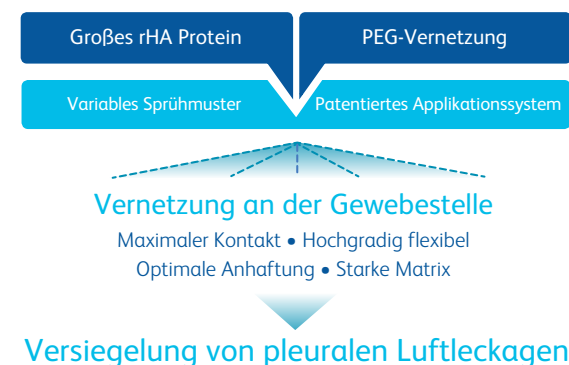 Großes rHA Protein
PEG-Vernetzung
Variables Sprühmuster
Patentiertes Applikationssystem
Vernetzung an der Gewebestelle
Maximaler Kontakt • Hochgradig flexibel
Optimale Anhaftung • Starke Matrix
Versiegelung von pleuralen Luftleckagen